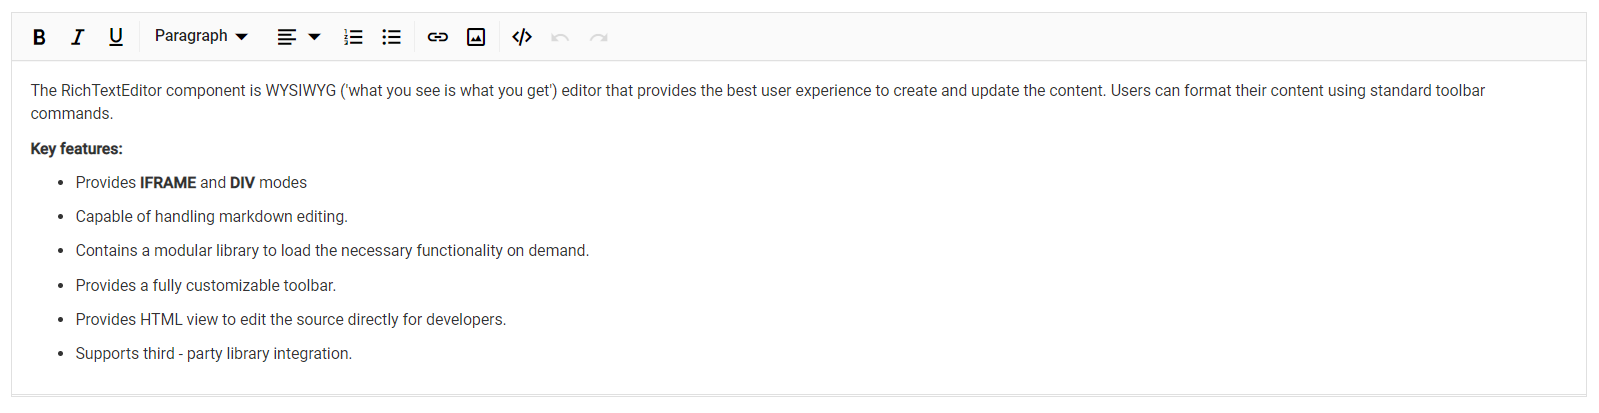 B I U Paragraph
The RichTextEditor component is WYSIWYG ('what you see is what you get') editor that provides the best user experience to create and update the content. Users can format their content using standard toolbar
commands.
Key features:
• Provides IFRAME and DIV modes
• Capable of handling markdown editing.
• Contains a modular library to load the necessary functionality on demand.
• Provides a fully customizable toolbar.
• Provides HTML view to edit the source directly for developers.
• Supports third - party library integration.